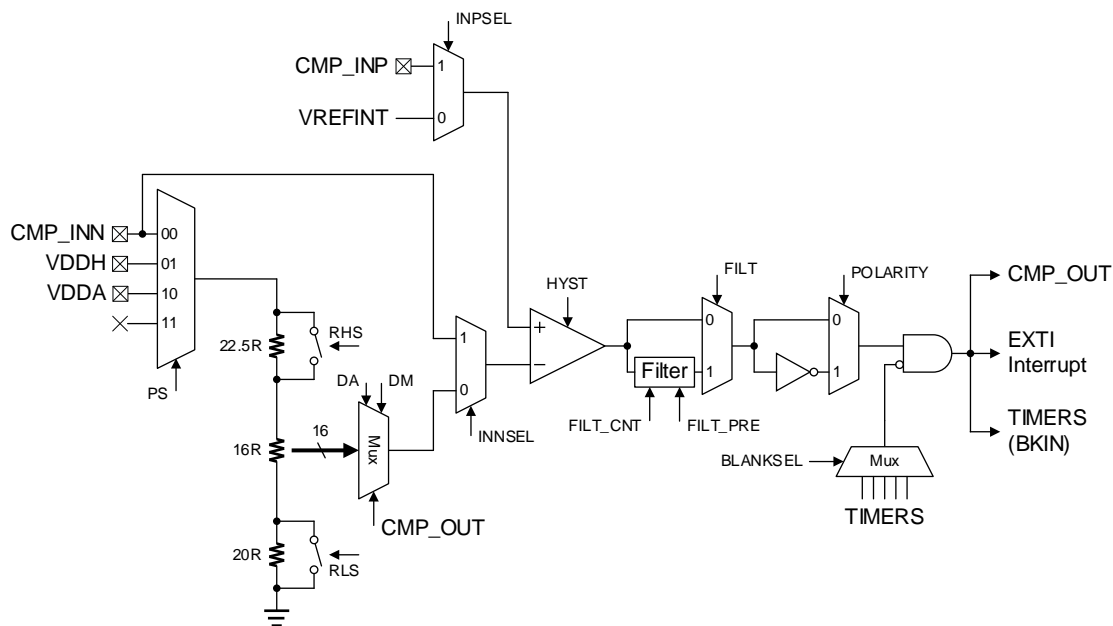 INPSEL
CMP_INP
1
VREFINT
0
CMP_INN
00
VDDH
01
VDDA
10
11
PS
22.5R
RHS
16R
16
DA
DM
Mux
CMP_OUT
20R
RLS
1
0
INNSEL
HYST
+
−
FILT
0
1
Filter
FILT_CNT
FILT_PRE
POLARITY
0
1
BLANKSEL
Mux
TIMERS
CMP_OUT
EXTI
Interrupt
TIMERS
(BKIN)